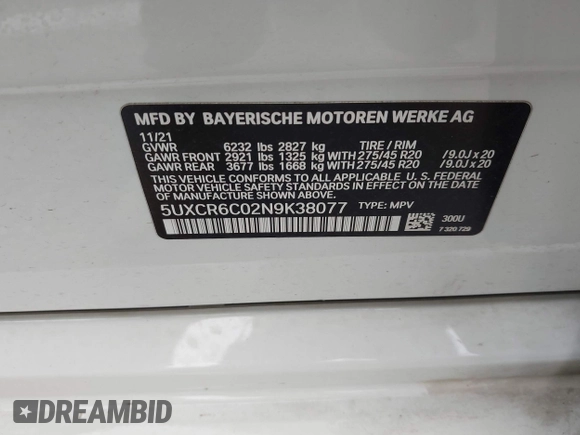 MFD BY BAYERISCHE MOTOREN WERKE AG
11/21
GVWR 6232 lbs 2827 kg TIRE / RIM
GAWR FRONT 2921 lbs 1325 kg WITH 275/45 R20 /9.0J x 20
GAWR REAR 3677 lbs 1668 kg WITH 275/45 R20 /9.0J x 20
THIS VEHICLE CONFORMS TO ALL APPLICABLE U. S. FEDERAL
MOTOR VEHICLE SAFETY STANDARDS IN EFFECT ON THE DATE
OF MANUFACTURE SHOWN ABOVE.
5UXCR6C02N9K38077 TYPE: MPV
300U
7 320 729
DREAMBID